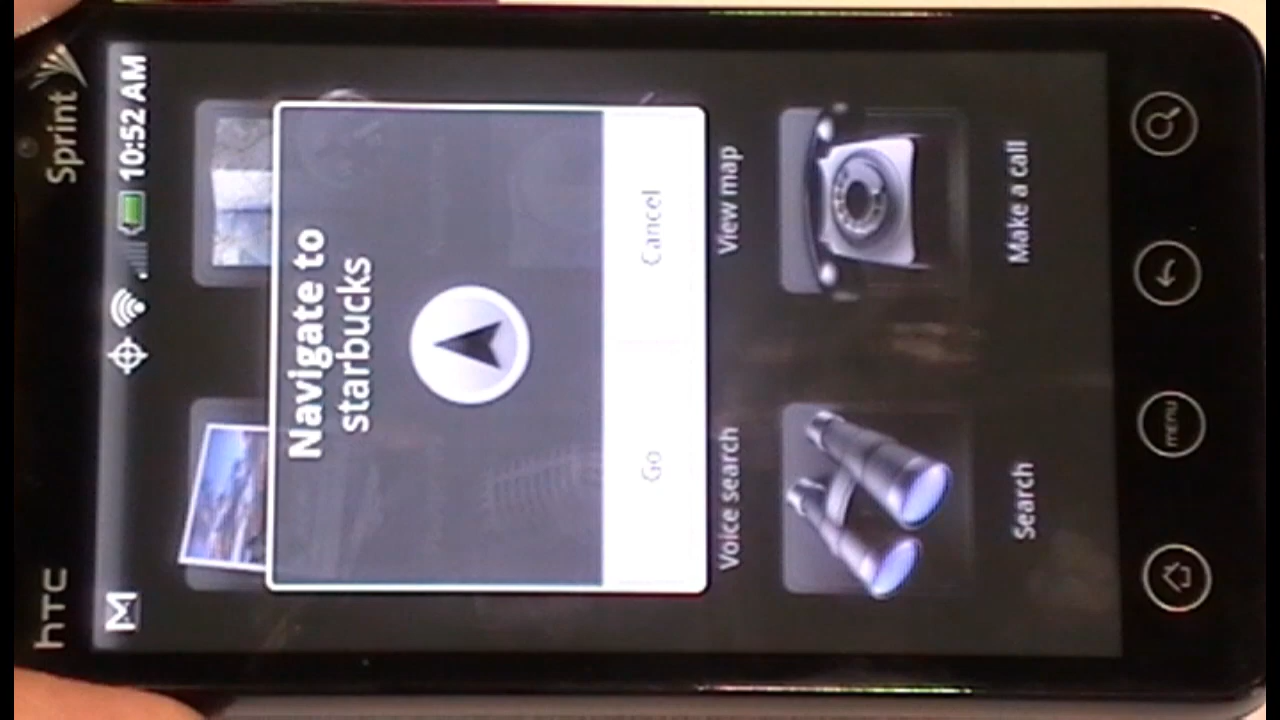 hTC
Sprint
10:52 AM
Navigate to
starbucks
Go
Cancel
Voice search
View map
Search
Make a call
menu